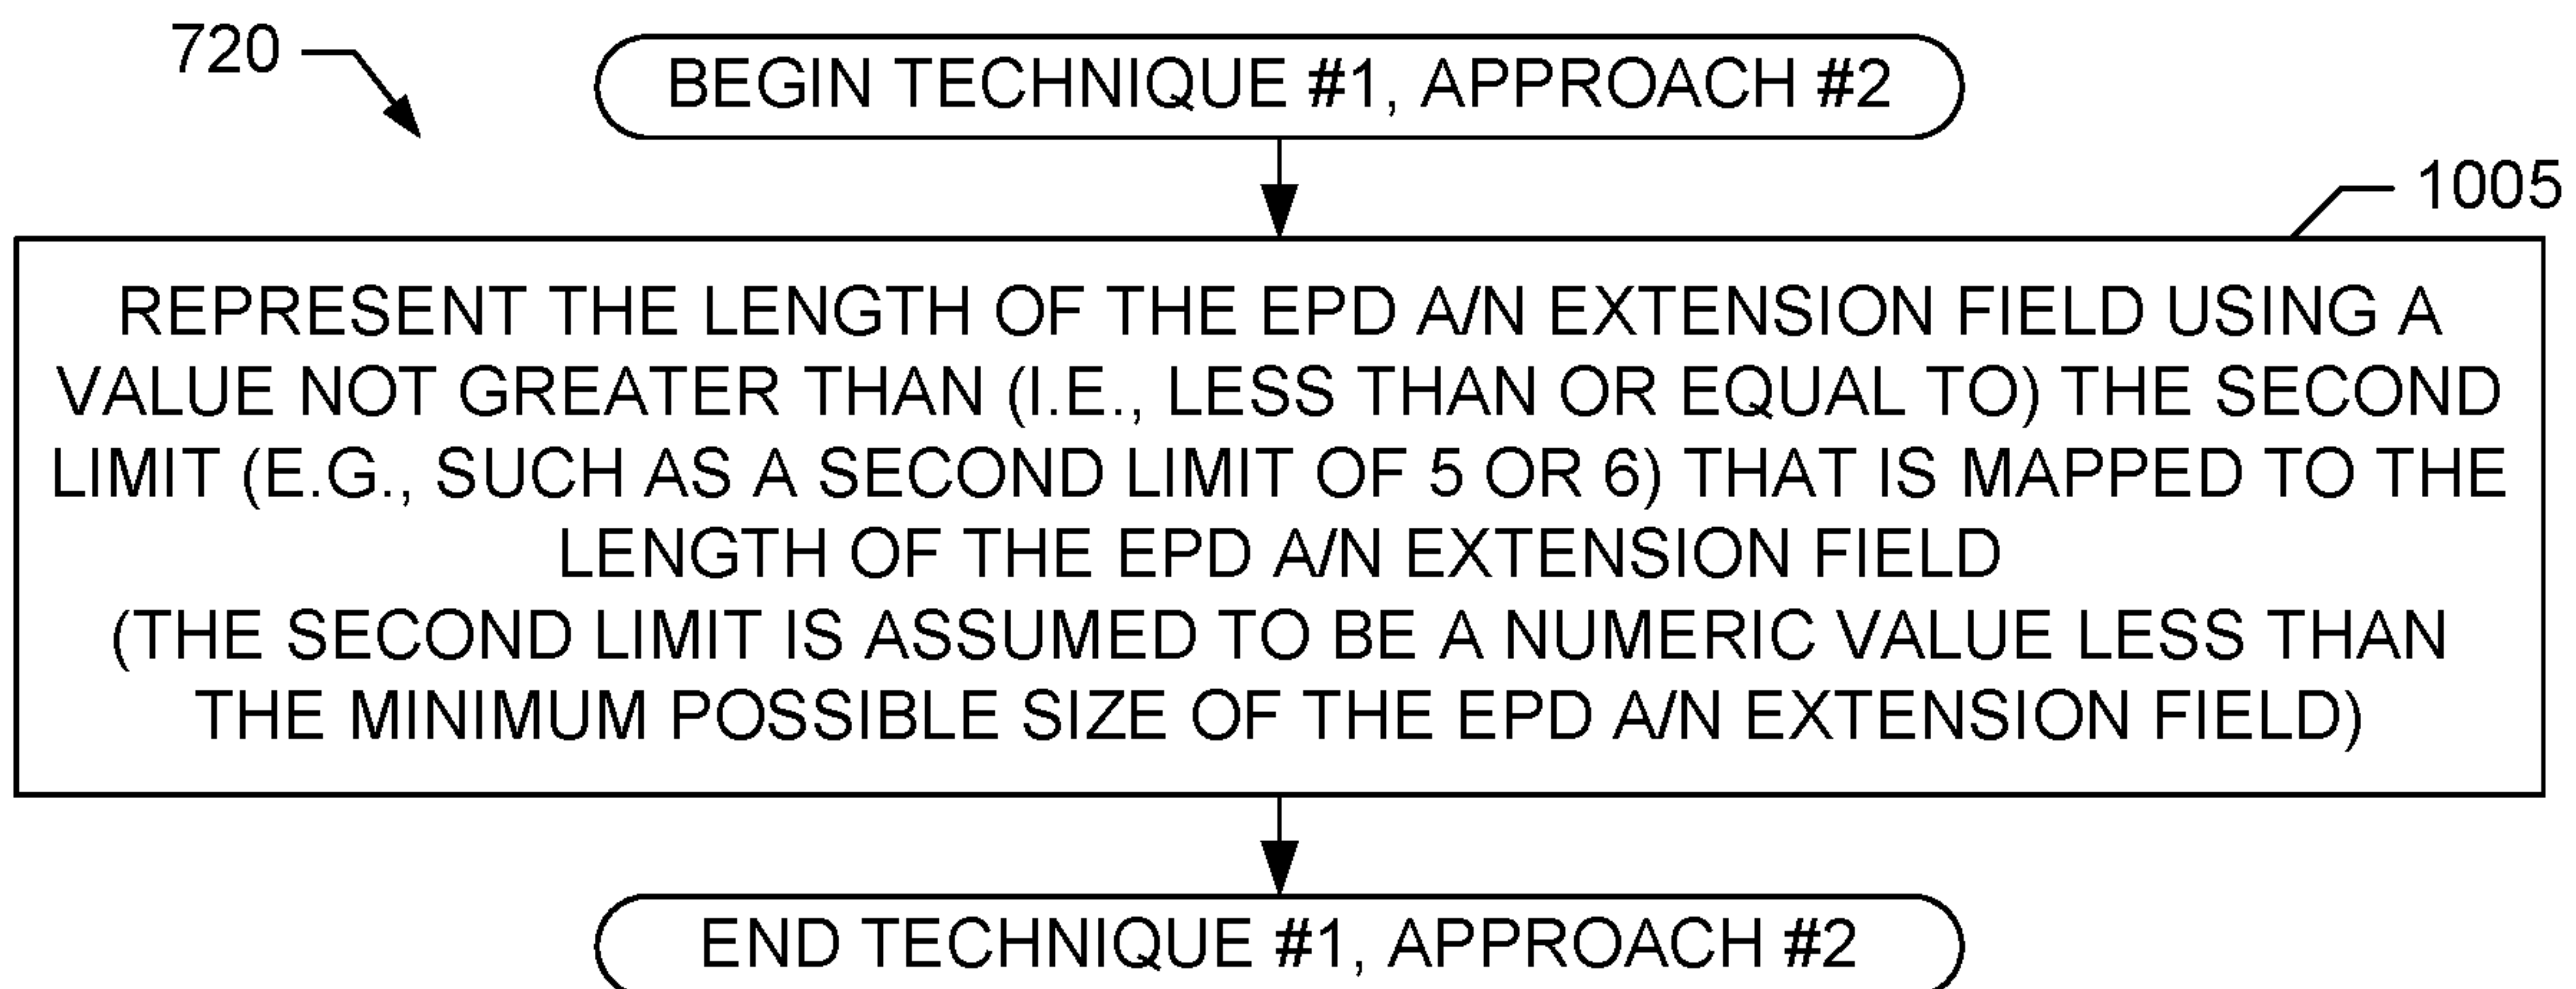 720
BEGIN TECHNIQUE #1, APPROACH #2
1005
REPRESENT THE LENGTH OF THE EPD A/N EXTENSION FIELD USING A
VALUE NOT GREATER THAN (I.E., LESS THAN OR EQUAL TO) THE SECOND
LIMIT (E.G., SUCH AS A SECOND LIMIT OF 5 OR 6) THAT IS MAPPED TO THE
LENGTH OF THE EPD A/N EXTENSION FIELD
(THE SECOND LIMIT IS ASSUMED TO BE A NUMERIC VALUE LESS THAN
THE MINIMUM POSSIBLE SIZE OF THE EPD A/N EXTENSION FIELD)
END TECHNIQUE #1, APPROACH #2